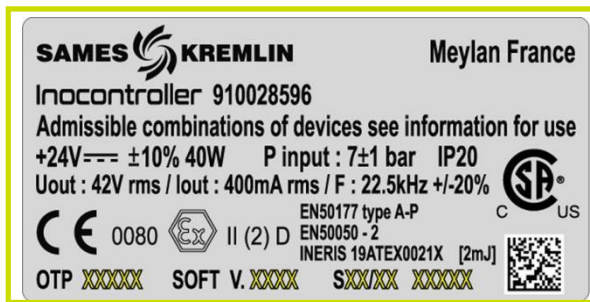 SAMES KREMLIN Meylan France
Inocontroller 910028596
Admissible combinations of devices see information for use
+24V ±10% 40W P input : 7±1 bar IP20
Uout : 42V rms / Iout : 400mA rms / F : 22.5kHz +/-20%
CSA ®
C US
CE 0080 Ex II (2) D
EN50177 type A-P
EN50050 - 2
INERIS 19ATEX0021X [2mJ]
OTP XXXXX SOFT V. XXXX SXX/XX XXXXX